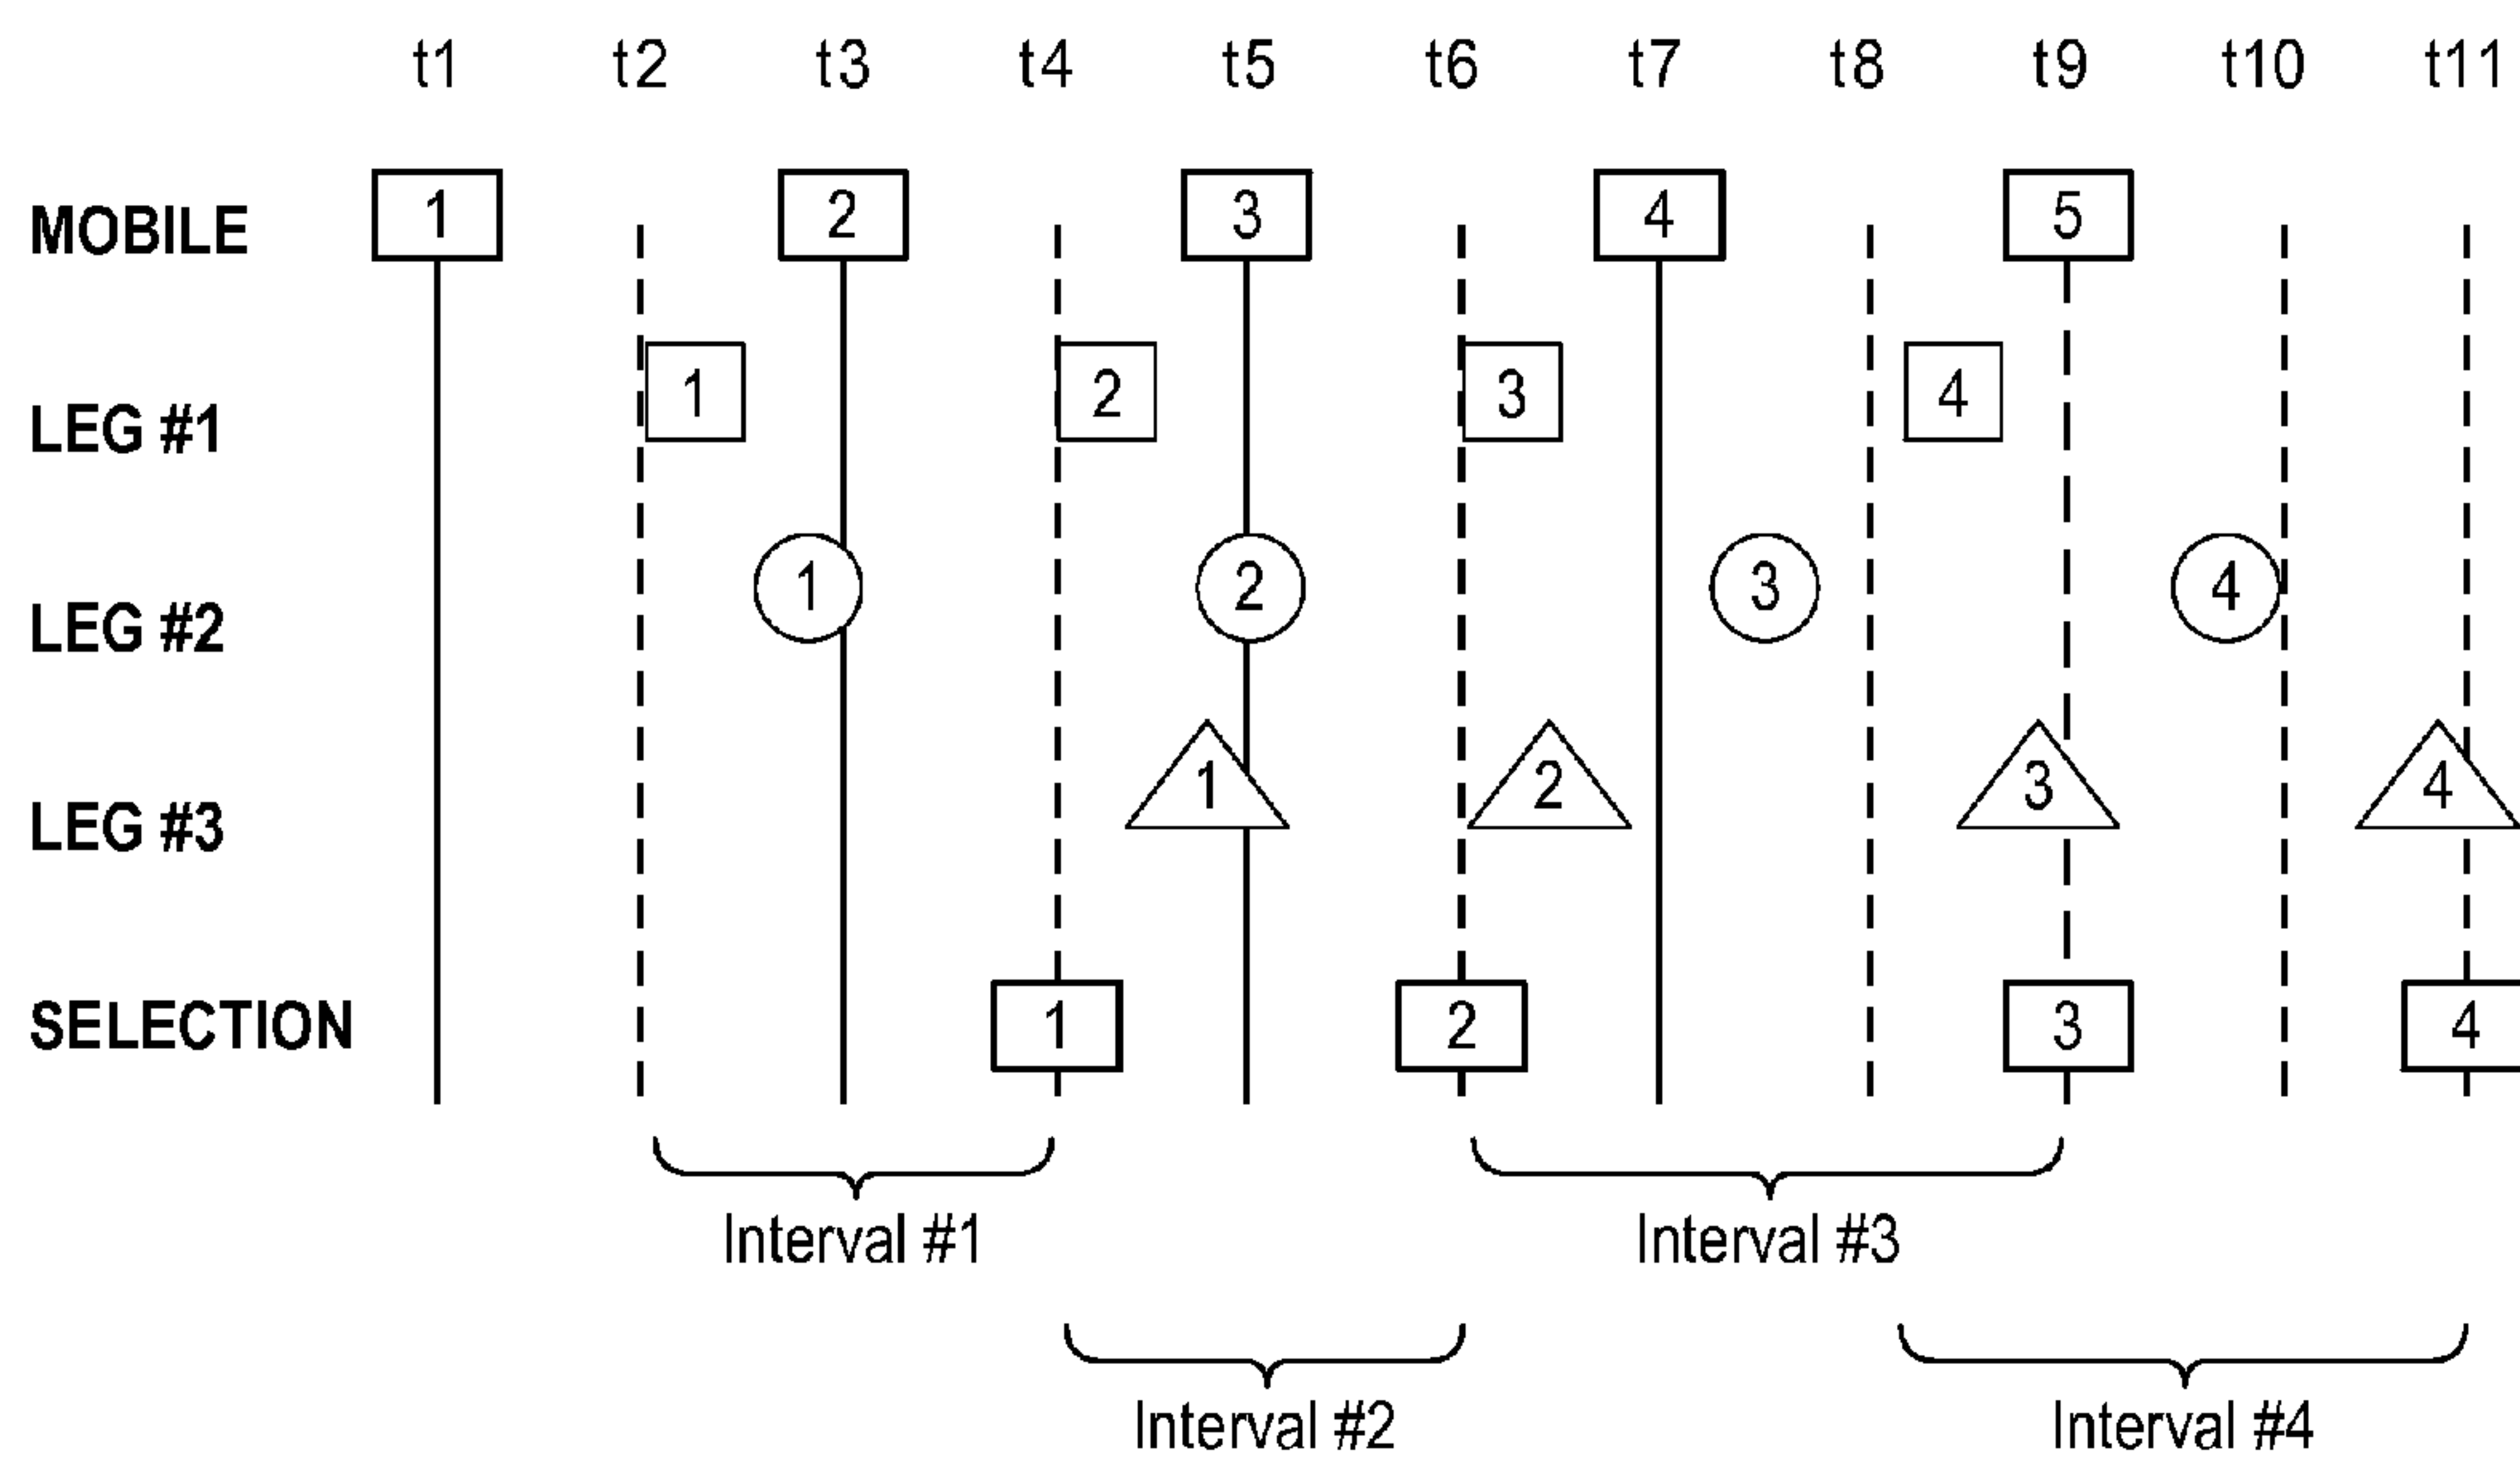 t1 t2 t3 t4 t5 t6 t7 t8 t9 t10 t11
MOBILE 1 2 3 4 5
LEG #1 1 2 3 4
LEG #2 1 2 3 4
LEG #3 1 2 3 4
SELECTION 1 2 3 4
Interval #1 Interval #3
Interval #2 Interval #4